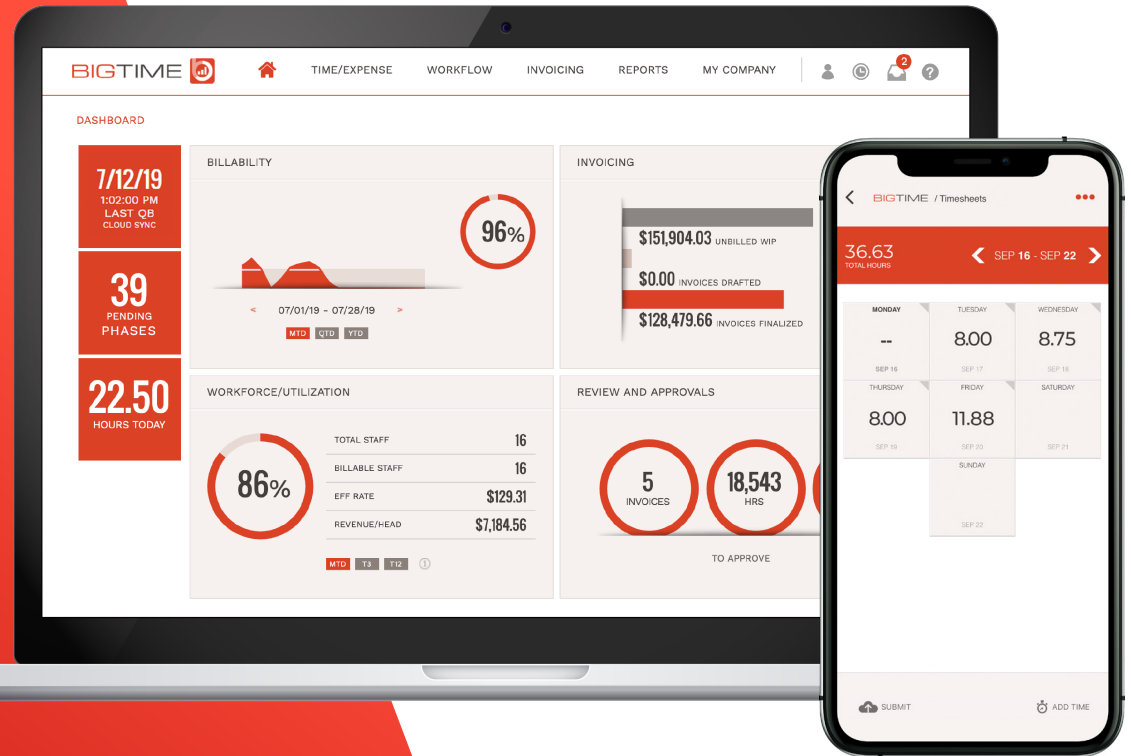 BIGTIME
TIME/EXPENSE
WORKFLOW
INVOICING
REPORTS
MY COMPANY
2
?
DASHBOARD
7/12/19
1:02:00 PM
LAST QB
CLOUD SYNC
39
PENDING
PHASES
22.50
HOURS TODAY
BILLABILITY
96%
< 07/01/19 - 07/28/19 >
MTD QTD YTD
INVOICING
$151,904.03 UNBILLED WIP
$0.00 INVOICES DRAFTED
$128,479.66 INVOICES FINALIZED
WORKFORCE/UTILIZATION
86%
TOTAL STAFF 16
BILLABLE STAFF 16
EFF RATE $129.31
REVENUE/HEAD $7,184.56
MTD T3 T12
REVIEW AND APPROVALS
5
INVOICES
18,543
HRS
TO APPROVE
BIGTIME / Timesheets
36.63
TOTAL HOURS
SEP 16 - SEP 22
MONDAY
--
SEP 16
TUESDAY
8.00
SEP 17
WEDNESDAY
8.75
SEP 18
THURSDAY
8.00
SEP 19
FRIDAY
11.88
SEP 20
SATURDAY
SEP 21
SUNDAY
SEP 22
SUBMIT
ADD TIME